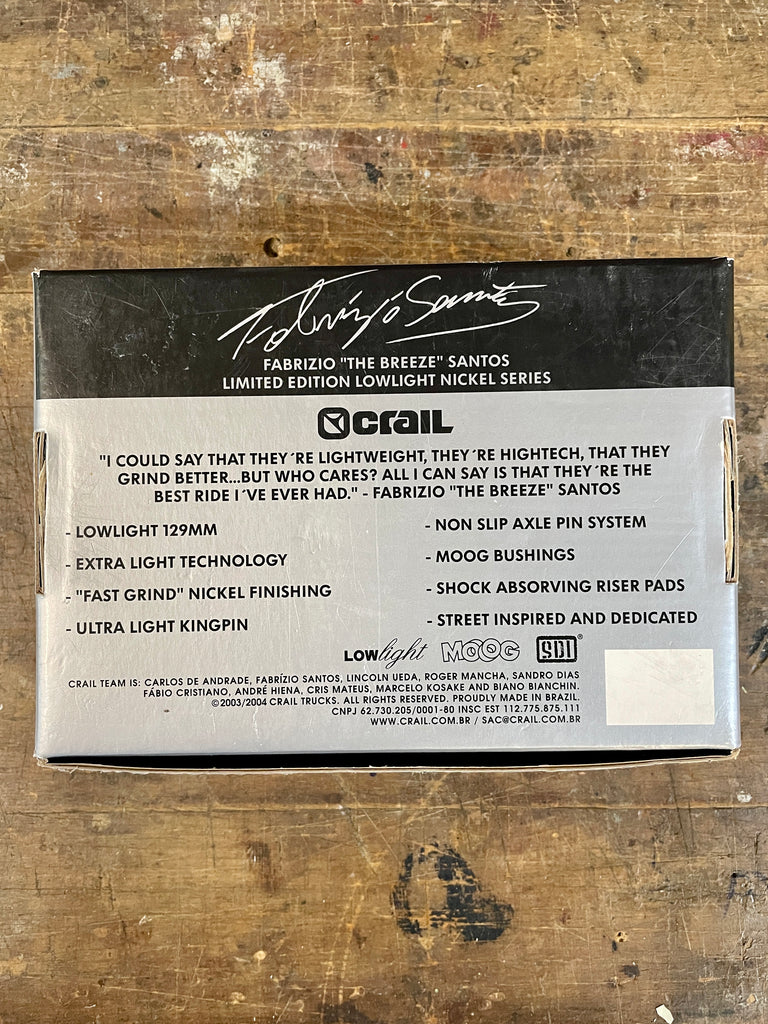 Fabrizio Santos
FABRIZIO "THE BREEZE" SANTOS
LIMITED EDITION LOWLIGHT NICKEL SERIES
crail
"I COULD SAY THAT THEY´RE LIGHTWEIGHT, THEY´RE HIGHTECH, THAT THEY
GRIND BETTER...BUT WHO CARES? ALL I CAN SAY IS THAT THEY´RE THE
BEST RIDE I´VE EVER HAD." - FABRIZIO "THE BREEZE" SANTOS
- LOWLIGHT 129MM
- EXTRA LIGHT TECHNOLOGY
- "FAST GRIND" NICKEL FINISHING
- ULTRA LIGHT KINGPIN
- NON SLIP AXLE PIN SYSTEM
- MOOG BUSHINGS
- SHOCK ABSORVING RISER PADS
- STREET INSPIRED AND DEDICATED
LOWlight MOOG SDI®
CRAIL TEAM IS: CARLOS DE ANDRADE, FABRÍZIO SANTOS, LINCOLN UEDA, ROGER MANCHA, SANDRO DIAS
FÁBIO CRISTIANO, ANDRÉ HIENA, CRIS MATEUS, MARCELO KOSAKE AND BIANO BIANCHIN.
©2003/2004 CRAIL TRUCKS. ALL RIGHTS RESERVED. PROUDLY MADE IN BRAZIL.
CNPJ 62.730.205/0001-80 INSC EST 112.775.875.111
WWW.CRAIL.COM.BR / SAC@CRAIL.COM.BR